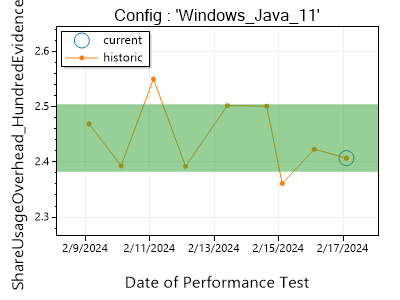 Config : 'Windows_Java_11'
current
historic
ShareUsageOverhead_HundredEvidence
2.6
2.5
2.4
2.3
2/9/2024
2/11/2024
2/13/2024
2/15/2024
2/17/2024
Date of Performance Test